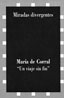 Miradas divergentes
María de Corral
"Un viaje sin fin"